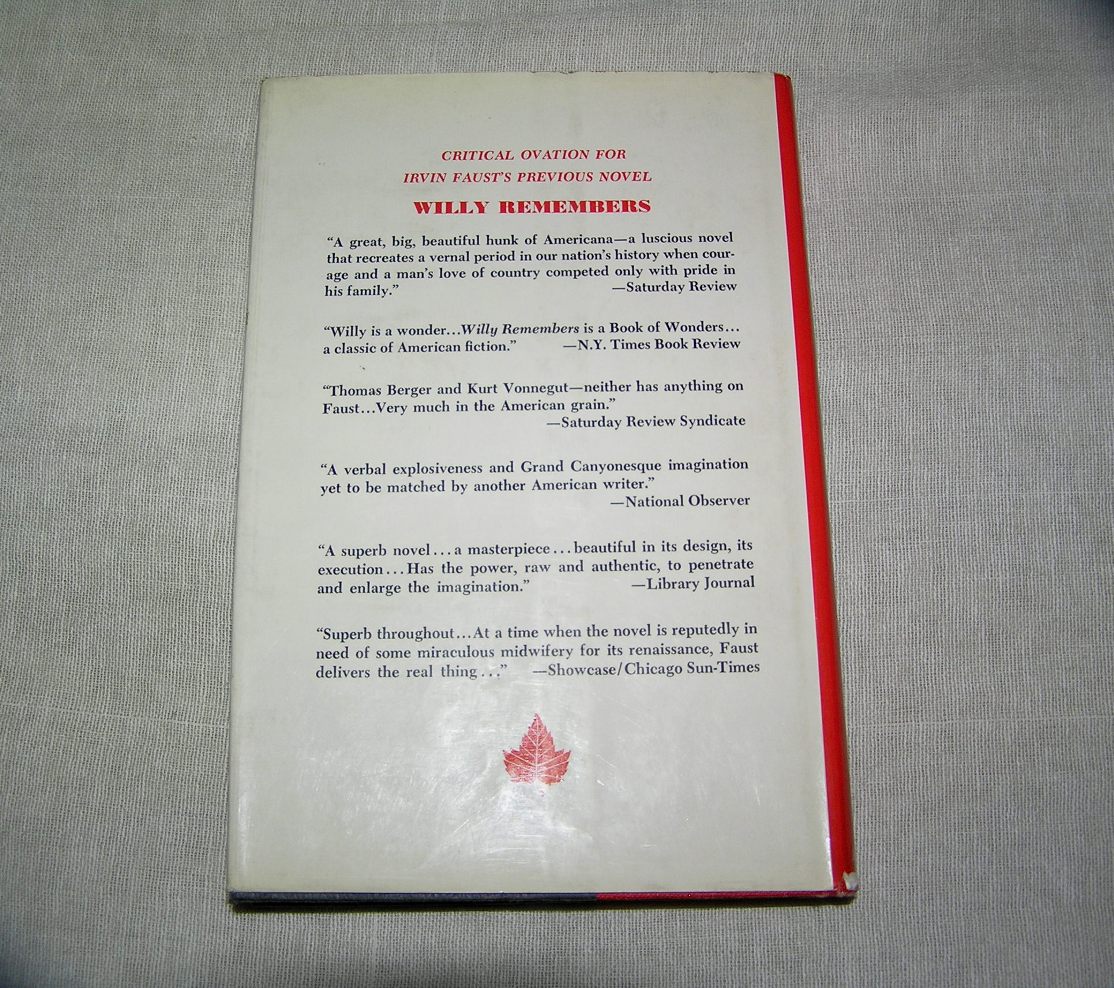 CRITICAL OVATION FOR
IRVIN FAUST'S PREVIOUS NOVEL
WILLY REMEMBERS
“A great, big, beautiful hunk of Americana—a luscious novel
that recreates a vernal period in our nation's history when cour-
age and a man's love of country competed only with pride in
his family.” —Saturday Review
“Willy is a wonder...Willy Remembers is a Book of Wonders...
a classic of American fiction.” —N.Y. Times Book Review
“Thomas Berger and Kurt Vonnegut—neither has anything on
Faust...Very much in the American grain.”
—Saturday Review Syndicate
“A verbal explosiveness and Grand Canyonesque imagination
yet to be matched by another American writer.”
—National Observer
“A superb novel...a masterpiece...beautiful in its design, its
execution...Has the power, raw and authentic, to penetrate
and enlarge the imagination.” —Library Journal
“Superb throughout...At a time when the novel is reputedly in
need of some miraculous midwifery for its renaissance, Faust
delivers the real thing...” —Showcase/Chicago Sun-Times